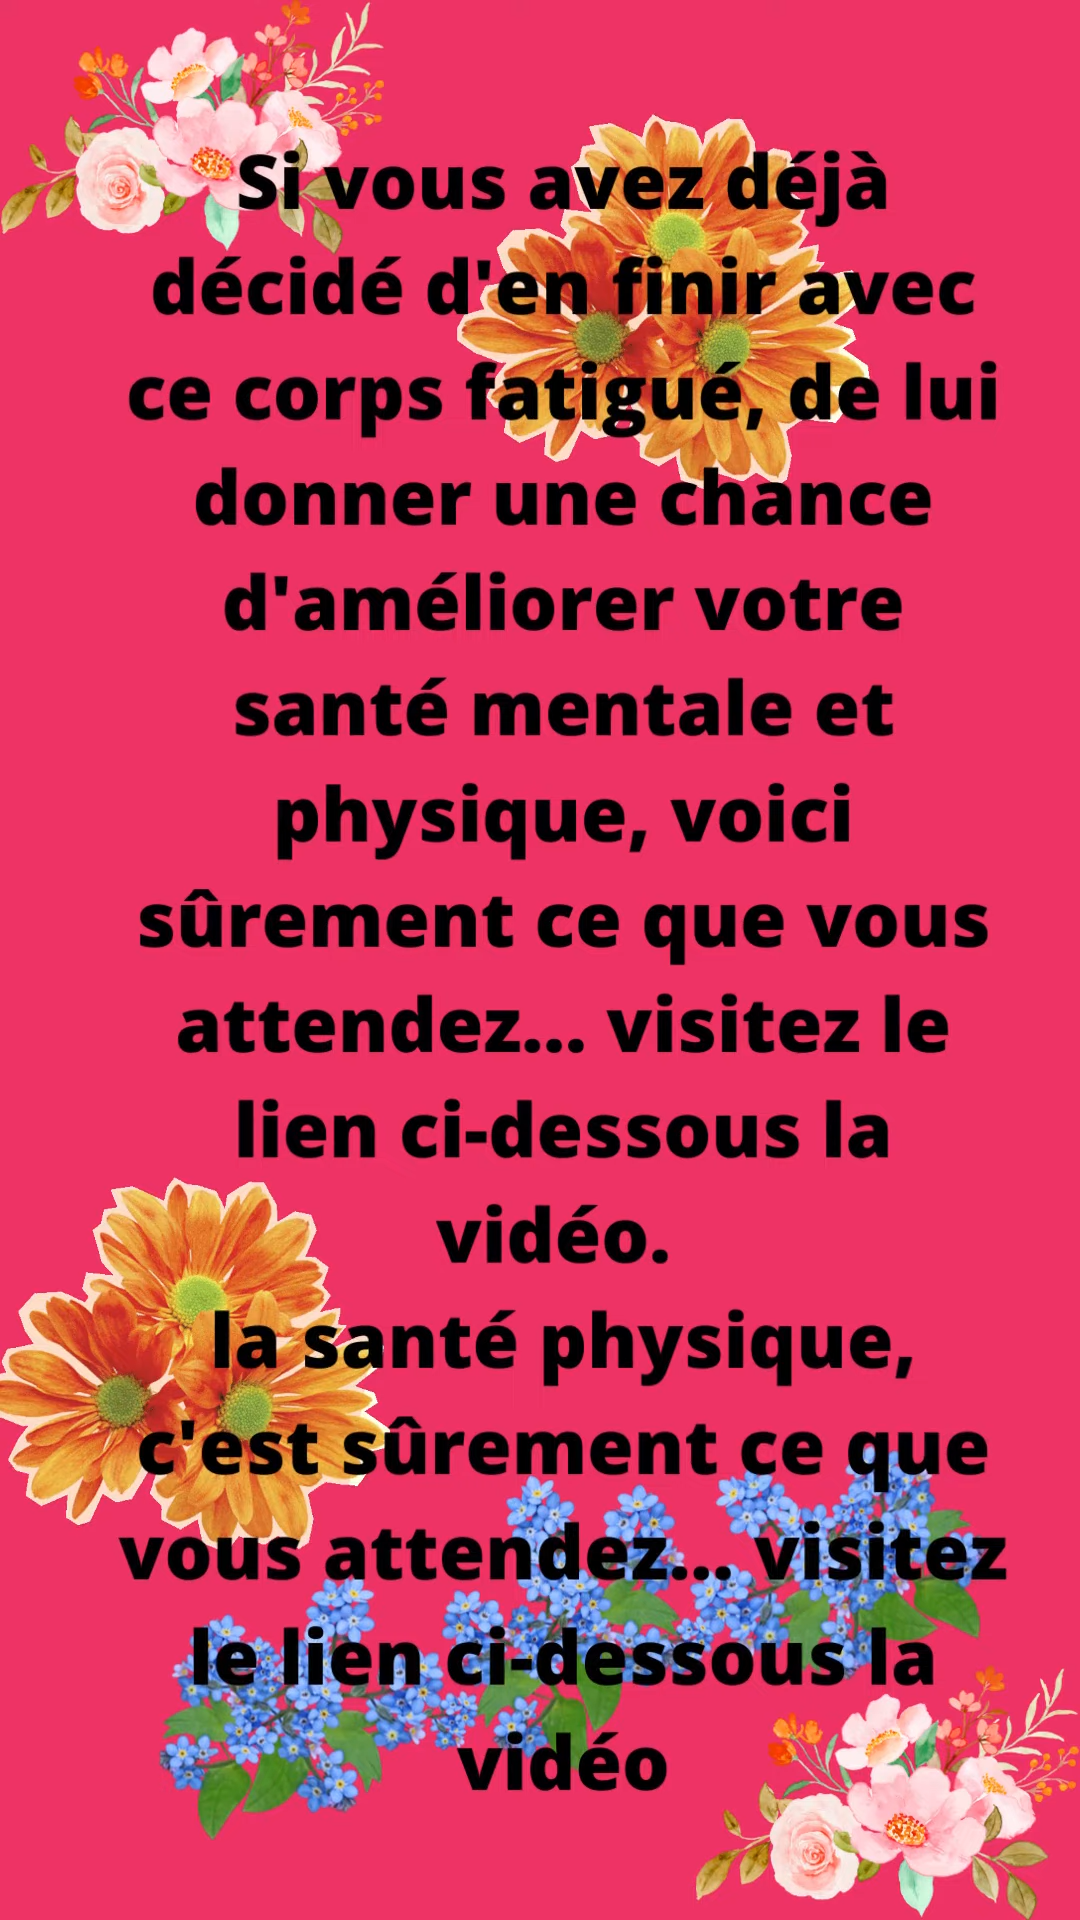 Si vous avez déjà
décidé d'en finir avec
ce corps fatigué, de lui
donner une chance
d'améliorer votre
santé mentale et
physique, voici
sûrement ce que vous
attendez... visitez le
lien ci-dessous la
vidéo.
la santé physique,
c'est sûrement ce que
vous attendez... visitez
le lien ci-dessous la
vidéo